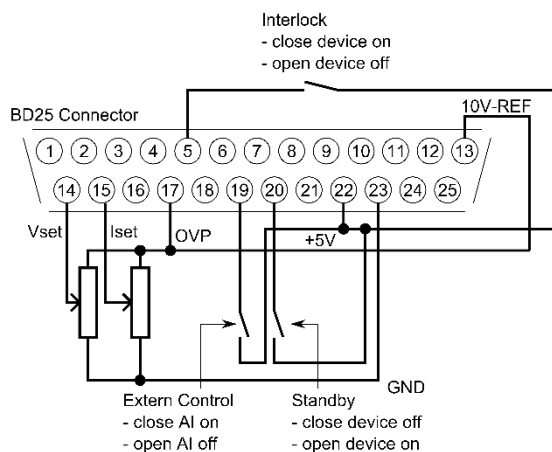 Interlock
- close device on
- open device off
BD25 Connector
10V-REF
1 2 3 4 5 6 7 8 9 10 11 12 13
14 15 16 17 18 19 20 21 22 23 24 25
Vset Iset OVP +5V
GND
Extern Control
- close AI on
- open AI off
Standby
- close device off
- open device on